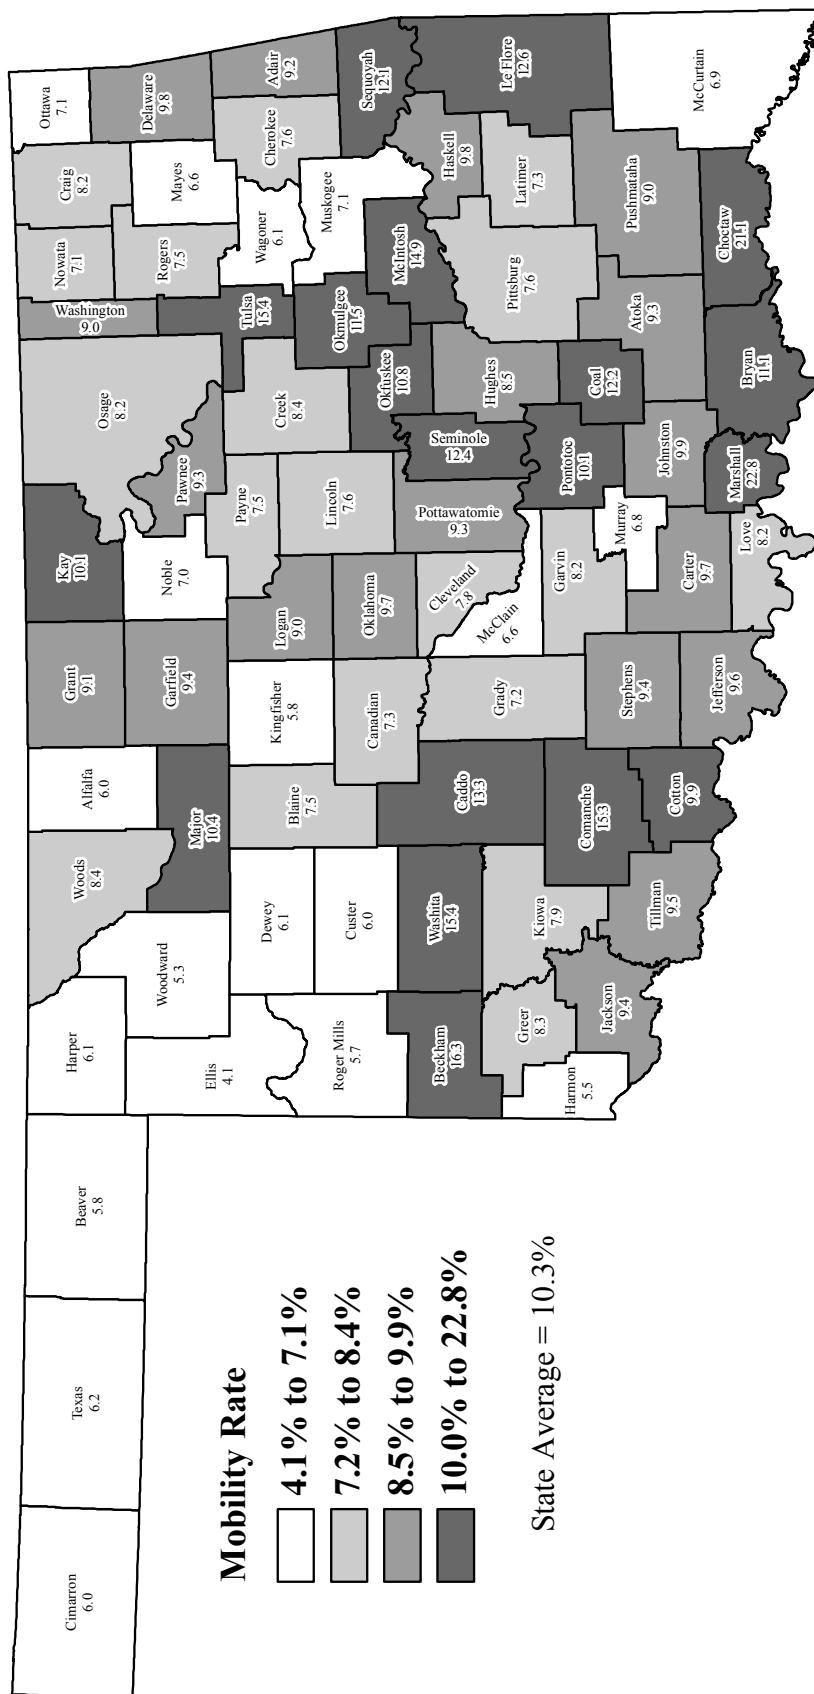 Cimarron
6.0
Texas
6.2
Beaver
5.8
Harper
6.1
Woods
8.4
Alfalfa
6.0
Grant
9.1
Kay
10.1
Osage
8.2
Washington
9.0
Nowata
7.1
Craig
8.2
Ottawa
7.1
Ellis
4.1
Woodward
5.3
Major
10.4
Garfield
9.4
Noble
7.0
Pawnee
9.3
Rogers
7.5
Mayes
6.6
Delaware
9.8
Roger Mills
5.7
Dewey
6.1
Custer
6.0
Blaine
7.5
Kingfisher
5.8
Canadian
7.3
Logan
9.0
Oklahoma
9.7
Payne
7.5
Lincoln
7.6
Creek
8.4
Tulsa
15.4
Wagoner
6.1
Cherokee
7.6
Adair
9.2
Okmulgee
11.5
Muskogee
7.1
Sequoyah
12.1
Okfuskee
10.8
McIntosh
14.9
Beckham
16.3
Washita
15.4
Caddo
13.3
Grady
7.2
Cleveland
7.8
McClain
6.6
Pottawatomie
9.3
Seminole
12.4
Hughes
8.5
Pittsburg
7.6
Haskell
9.8
Latimer
7.3
Le Flore
12.6
Harmon
5.5
Greer
8.3
Kiowa
7.9
Jackson
9.4
Tillman
9.5
Comanche
15.3
Cotton
9.9
Stephens
9.4
Jefferson
9.6
Garvin
8.2
Murray
6.8
Carter
9.7
Love
8.2
Pontotoc
10.1
Johnston
9.9
Marshall
22.8
Coal
12.2
Atoka
9.3
Bryan
11.1
Pushmataha
9.0
Choctaw
21.1
McCurtain
6.9
Mobility Rate
4.1% to 7.1%
7.2% to 8.4%
8.5% to 9.9%
10.0% to 22.8%
State Average = 10.3%